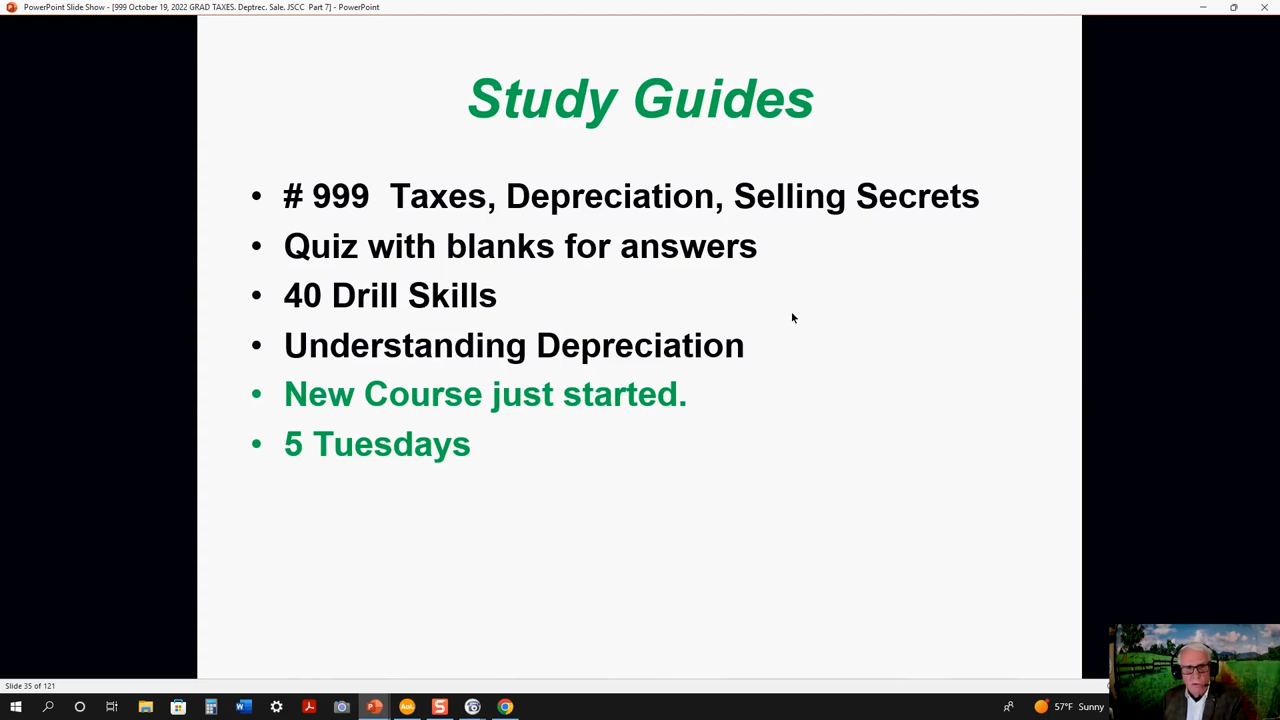 PowerPoint Slide Show - [999 October 19, 2022 GRAD TAXES. Deptrec. Sale. JSCC Part 7] - PowerPoint
Study Guides
• # 999 Taxes, Depreciation, Selling Secrets
• Quiz with blanks for answers
• 40 Drill Skills
• Understanding Depreciation
• New Course just started.
• 5 Tuesdays
Slide 35 of 121
57°F Sunny